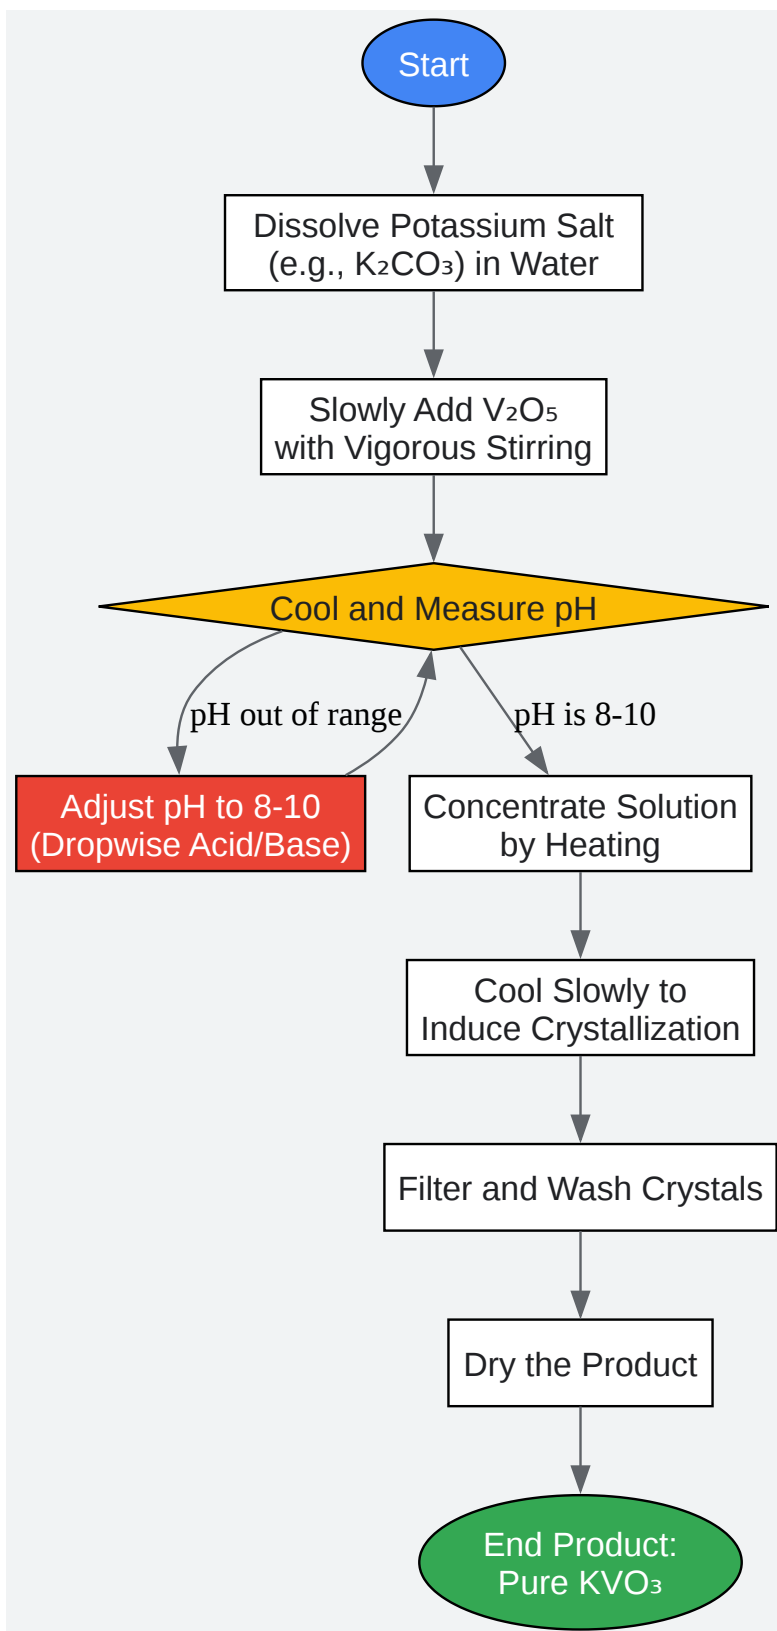 Start
Dissolve Potassium Salt
(e.g., K₂CO₃) in Water
Slowly Add V₂O₅
with Vigorous Stirring
Cool and Measure pH
pH out of range
pH is 8-10
Adjust pH to 8-10
(Dropwise Acid/Base)
Concentrate Solution
by Heating
Cool Slowly to
Induce Crystallization
Filter and Wash Crystals
Dry the Product
End Product:
Pure KVO₃